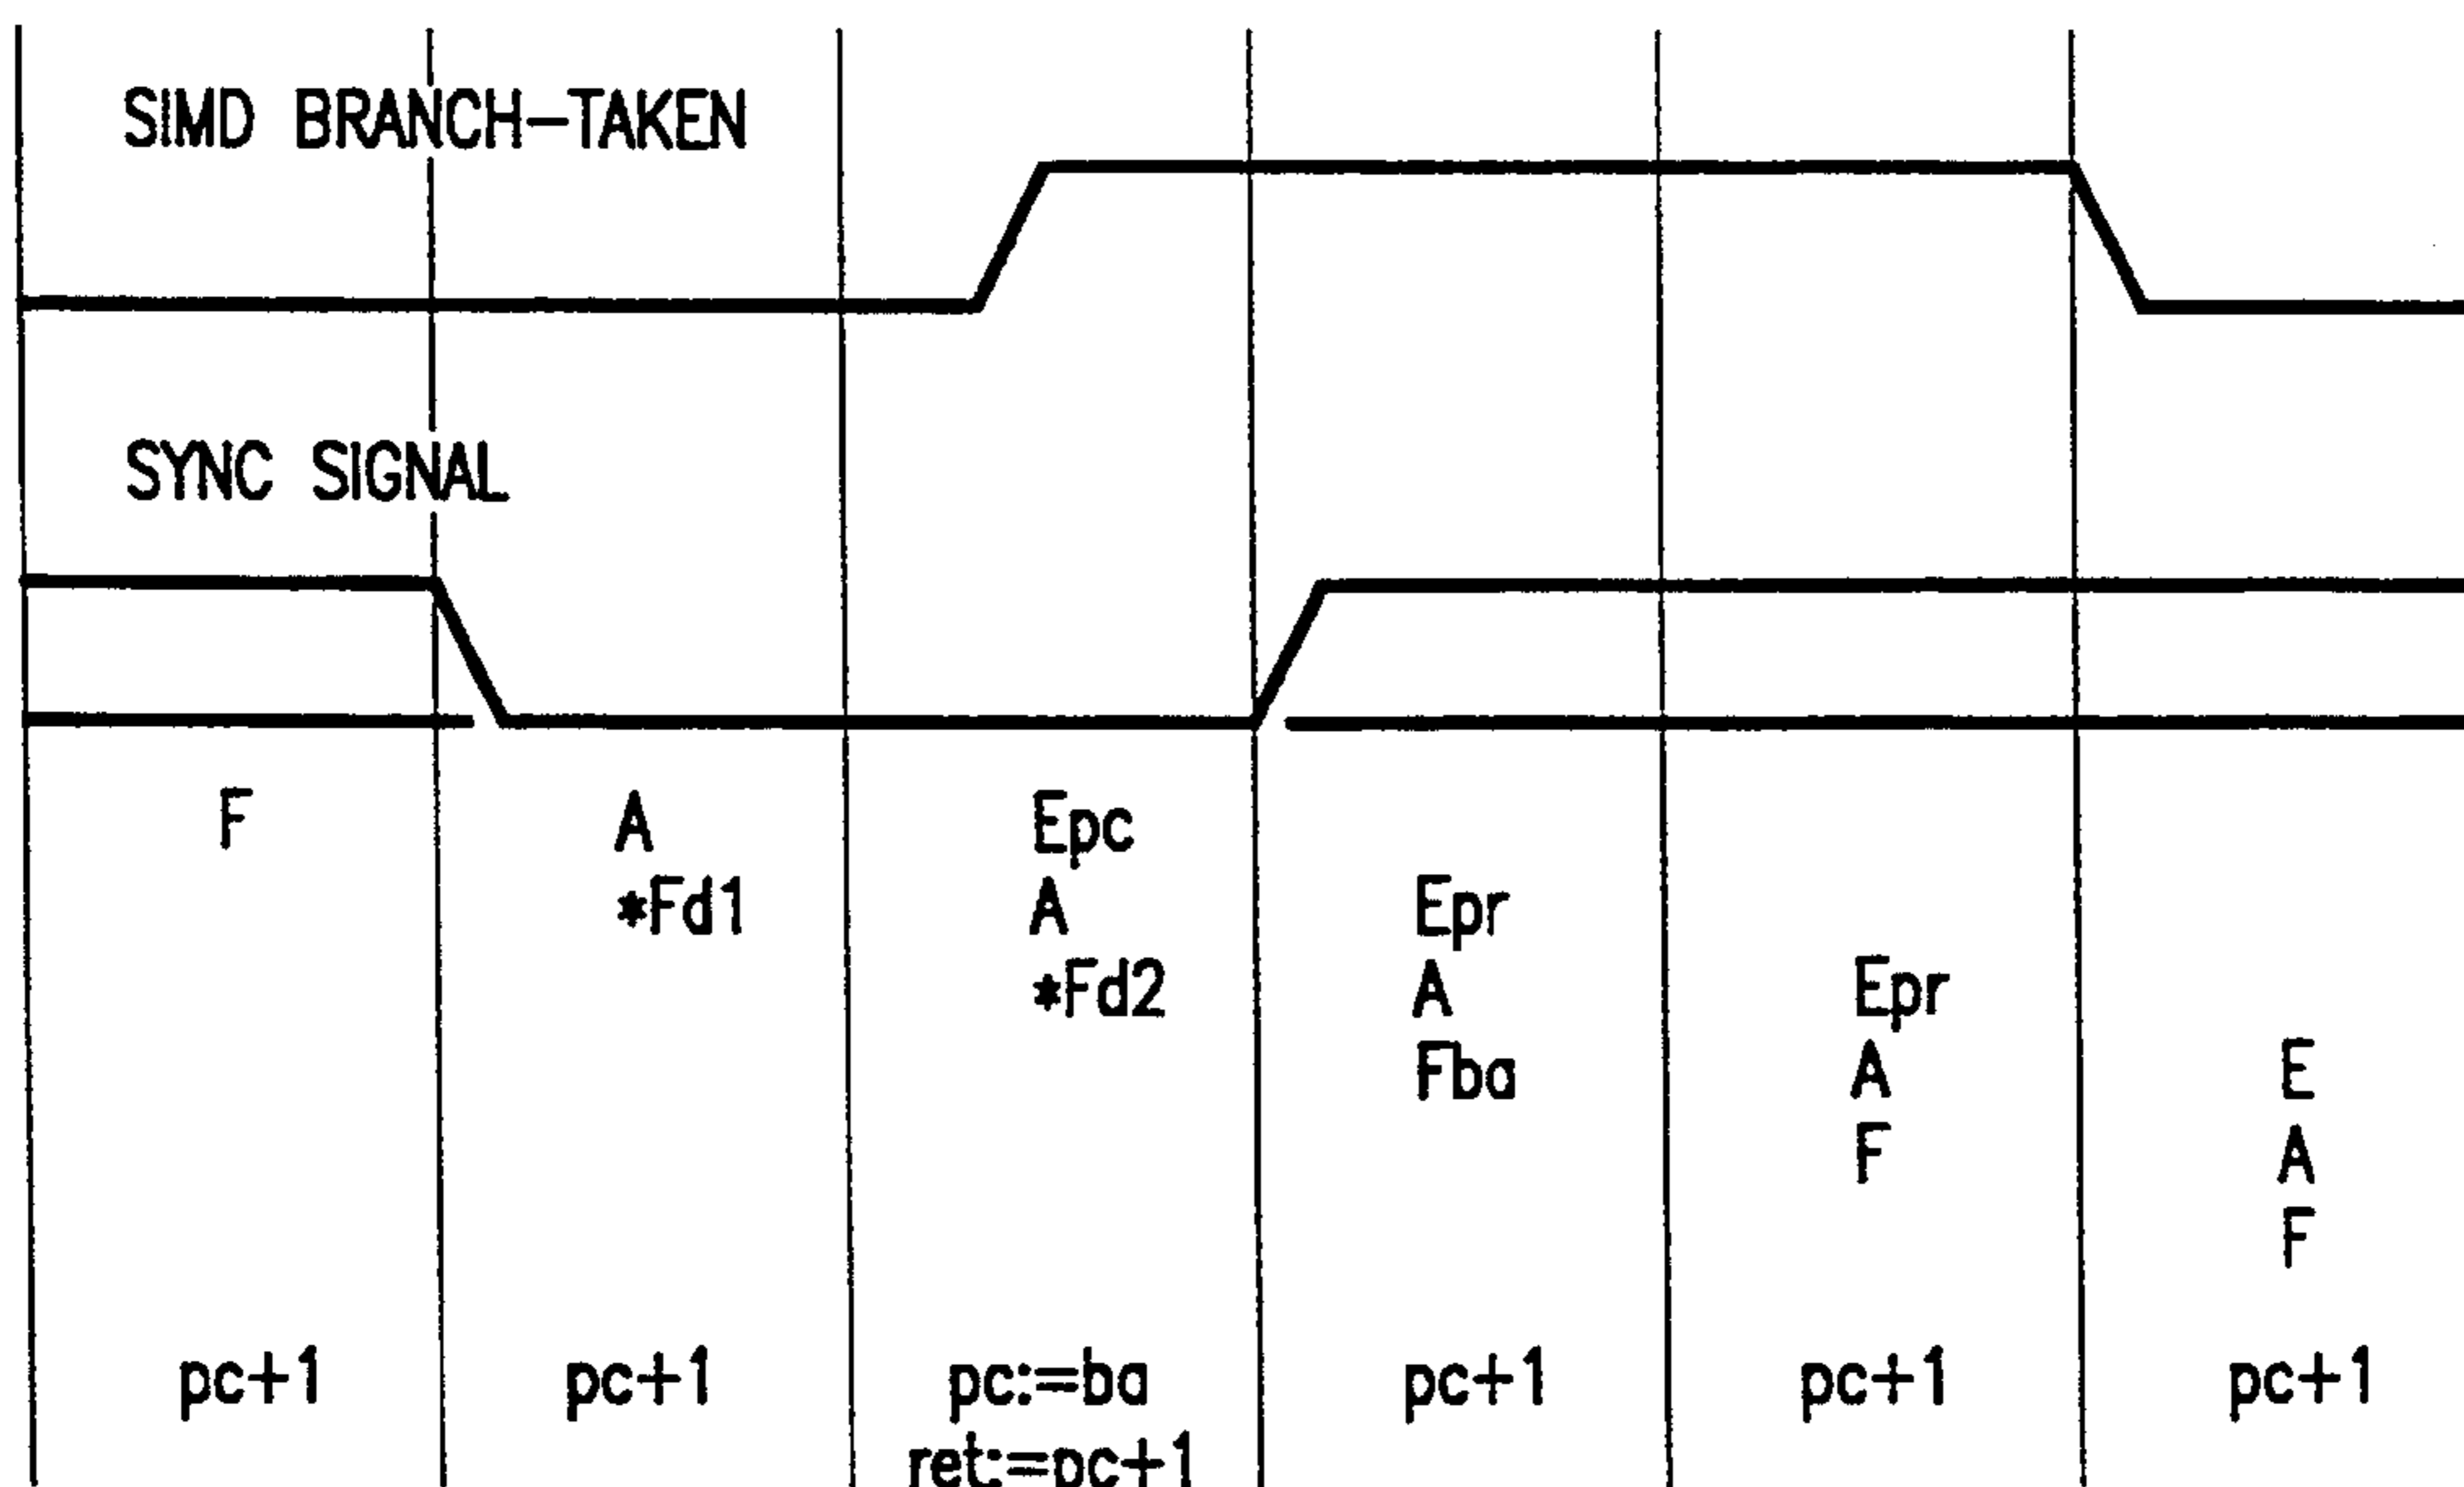 SIMD BRANCH-TAKEN
SYNC SIGNAL
F A Epc
*Fd1 A Epr
*Fd2 A Epr
Fba A E
F A
F
pc+1 pc+1 pc:=ba pc+1 pc+1 pc+1
ret:=pc+1